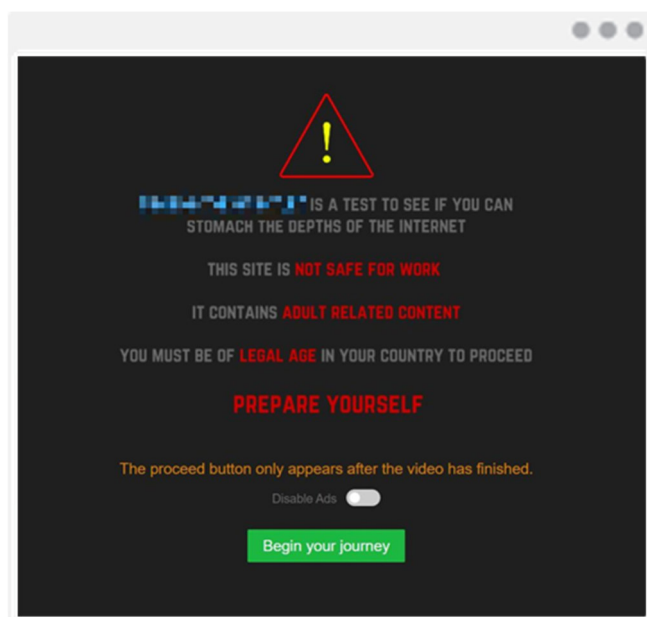 !
IS A TEST TO SEE IF YOU CAN
STOMACH THE DEPTHS OF THE INTERNET
THIS SITE IS NOT SAFE FOR WORK
IT CONTAINS ADULT RELATED CONTENT
YOU MUST BE OF LEGAL AGE IN YOUR COUNTRY TO PROCEED
PREPARE YOURSELF
The proceed button only appears after the video has finished.
Disable Ads
Begin your journey